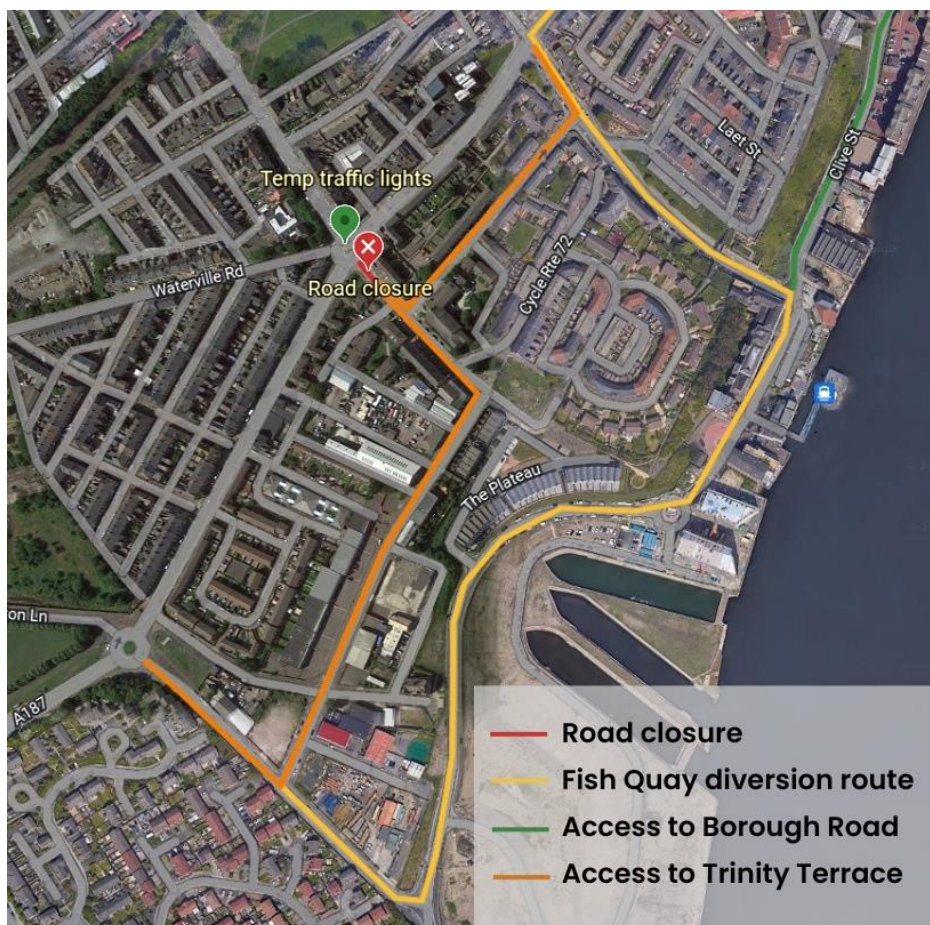 Laet St
Clive St
Temp traffic lights
Cycle Rte 72
Waterville Rd
Road closure
The Plateau
on Ln
A187
Road closure
Fish Quay diversion route
Access to Borough Road
Access to Trinity Terrace